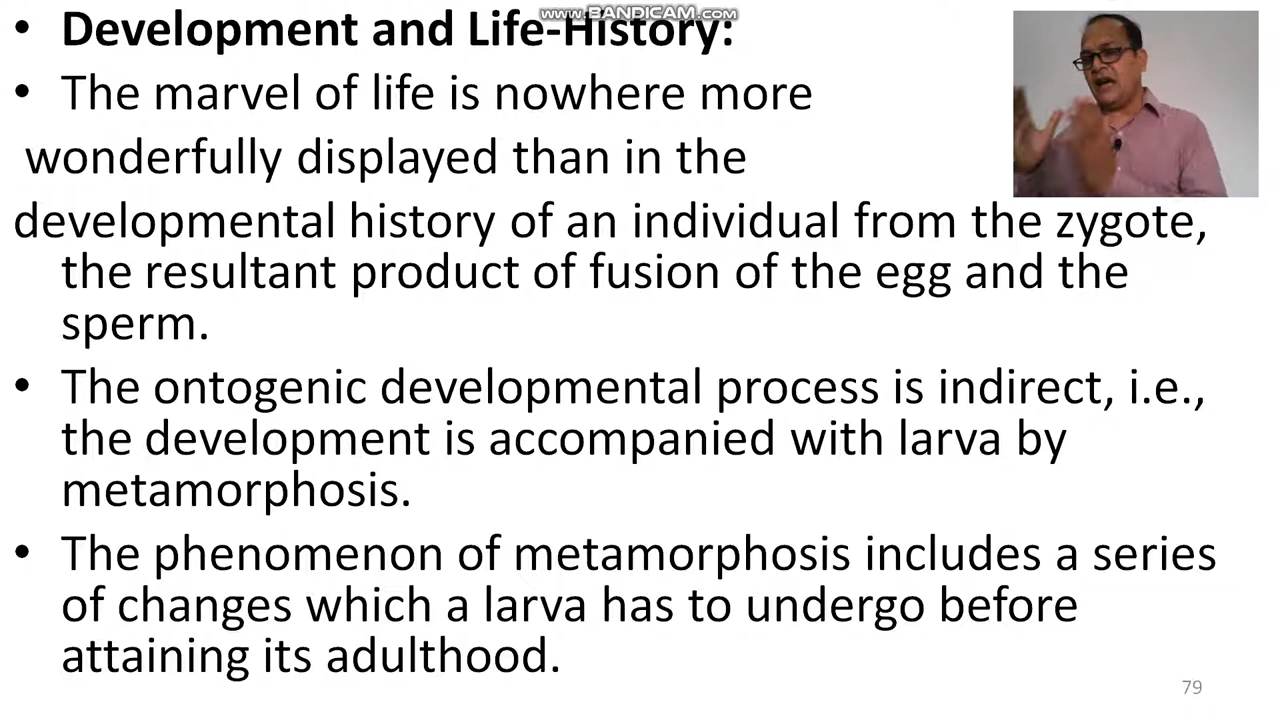 www.BANDICAM.com
• Development and Life-History:
• The marvel of life is nowhere more
wonderfully displayed than in the
developmental history of an individual from the zygote,
the resultant product of fusion of the egg and the
sperm.
• The ontogenic developmental process is indirect, i.e.,
the development is accompanied with larva by
metamorphosis.
• The phenomenon of metamorphosis includes a series
of changes which a larva has to undergo before
attaining its adulthood.
79